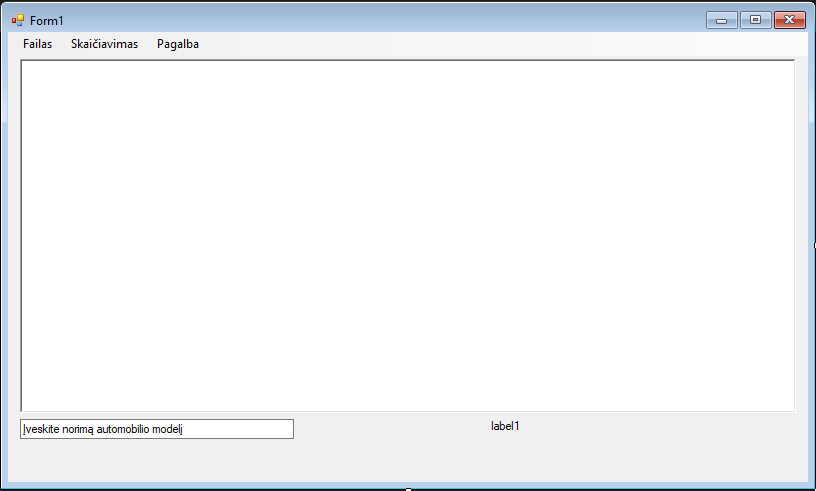 Form1
Failas Skaičiavimas Pagalba
Įveskite norimą automobilio modelį
label1